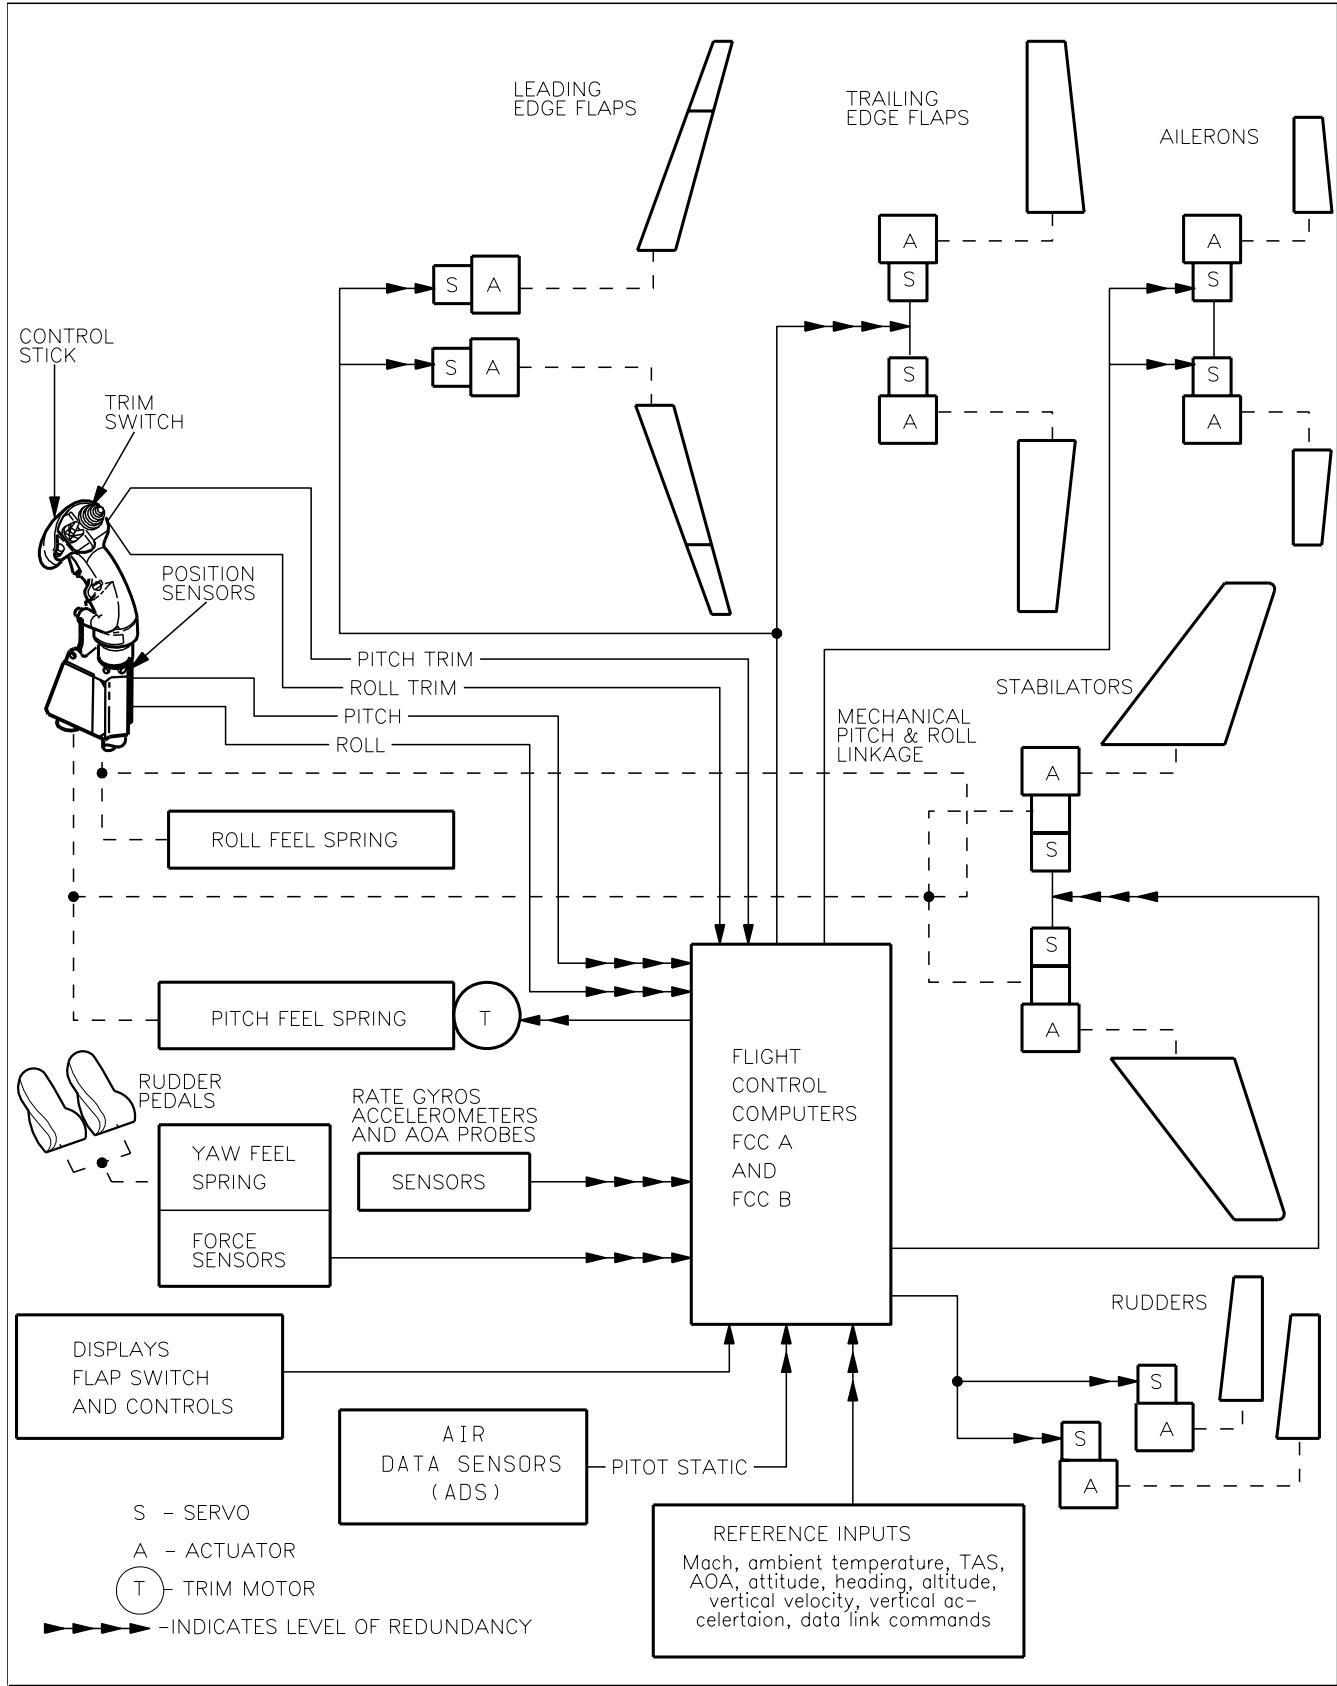 LEADING
EDGE FLAPS
TRAILING
EDGE FLAPS
AILERONS
A
A
S
S
S
A
S
A
S
S
A
A
CONTROL
STICK
TRIM
SWITCH
POSITION
SENSORS
PITCH TRIM
ROLL TRIM
PITCH
ROLL
STABILATORS
MECHANICAL
PITCH & ROLL
LINKAGE
A
S
S
A
ROLL FEEL SPRING
PITCH FEEL SPRING
T
RUDDER
PEDALS
YAW FEEL
SPRING
FORCE
SENSORS
RATE GYROS
ACCELEROMETERS
AND AOA PROBES
SENSORS
FLIGHT
CONTROL
COMPUTERS
FCC A
AND
FCC B
RUDDERS
S
A
S
A
DISPLAYS
FLAP SWITCH
AND CONTROLS
AIR
DATA SENSORS
(ADS)
PITOT STATIC
REFERENCE INPUTS
Mach, ambient temperature, TAS,
AOA, attitude, heading, altitude,
vertical velocity, vertical ac-
celertaion, data link commands
S - SERVO
A - ACTUATOR
T - TRIM MOTOR
-INDICATES LEVEL OF REDUNDANCY